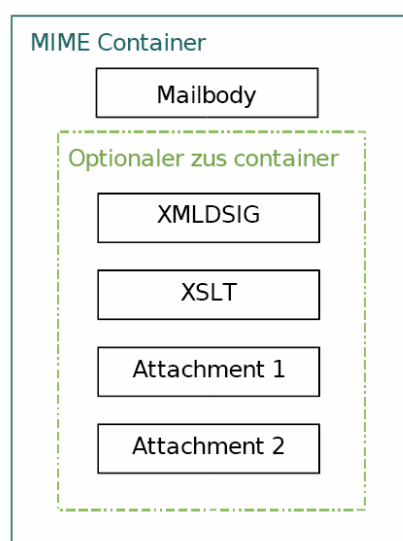 MIME Container
Mailbody
Optionaler zus container
XMLDSIG
XSLT
Attachment 1
Attachment 2